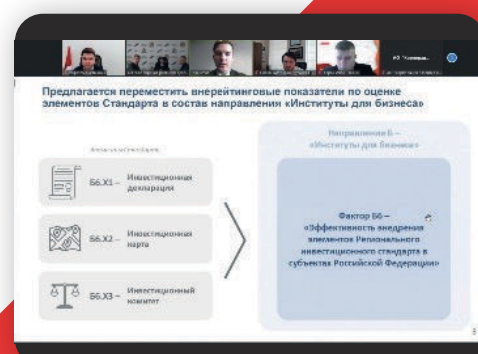 Предлагается переместить внерейтинговые показатели по оценке
элементов Стандарта в состав направления «Институты для бизнеса»
Направление Б –
«Институты для бизнеса»
Б6.Х1 – Инвестиционная
декларация
Б6.Х2 – Инвестиционная
карта
Б6.Х3 – Инвестиционный
комитет
Фактор Б6 –
«Эффективность внедрения
элементов Регионального
инвестиционного стандарта в
субъектах Российской Федерации»